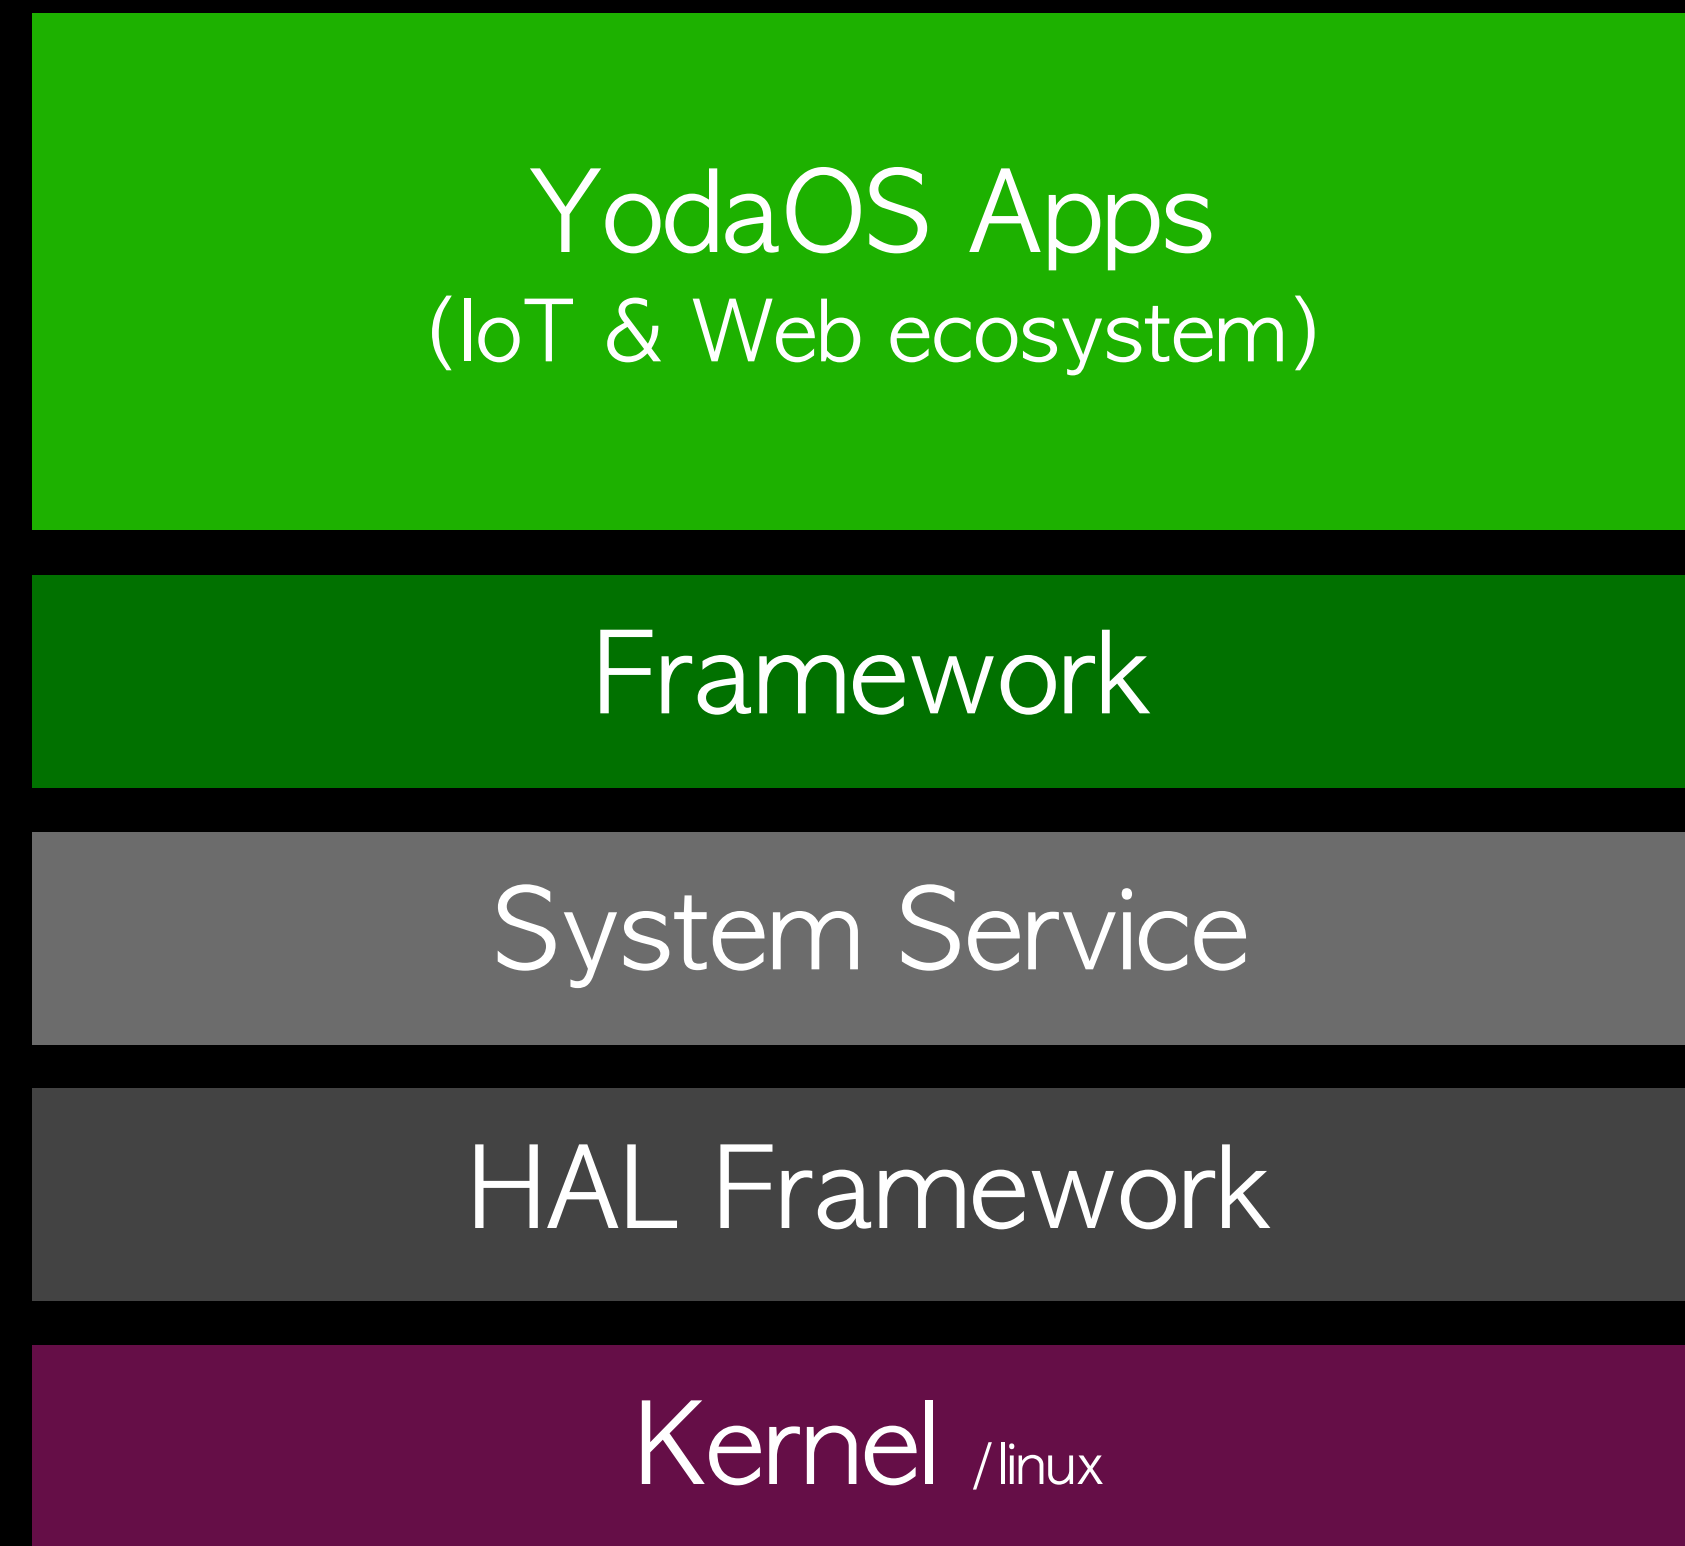 YodaOS Apps
(IoT & Web ecosystem)
Framework
System Service
HAL Framework
Kernel /linux